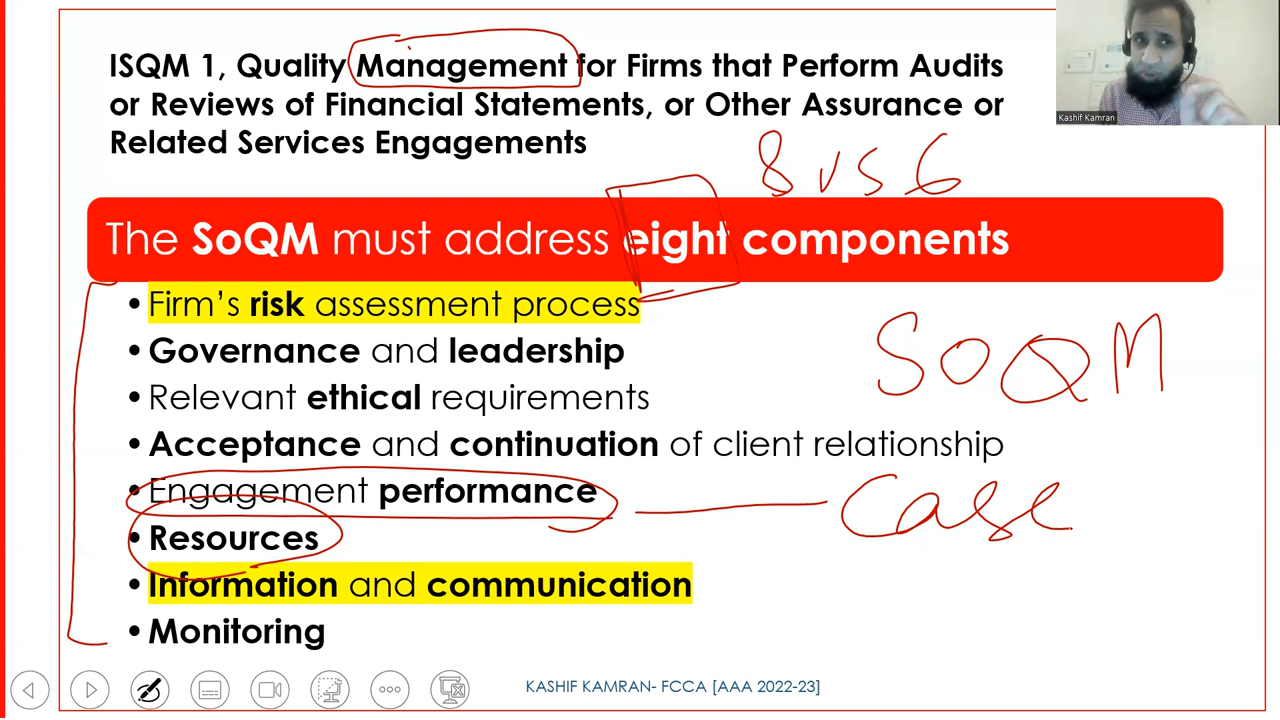 ISQM 1, Quality Management for Firms that Perform Audits
or Reviews of Financial Statements, or Other Assurance or
Related Services Engagements
Kashif Kamran
8 vs 6
The SoQM must address eight components
• Firm's risk assessment process
• Governance and leadership
• Relevant ethical requirements
SoQM
• Acceptance and continuation of client relationship
• Engagement performance
Case
• Resources
• Information and communication
• Monitoring
KASHIF KAMRAN- FCCA [AAA 2022-23]